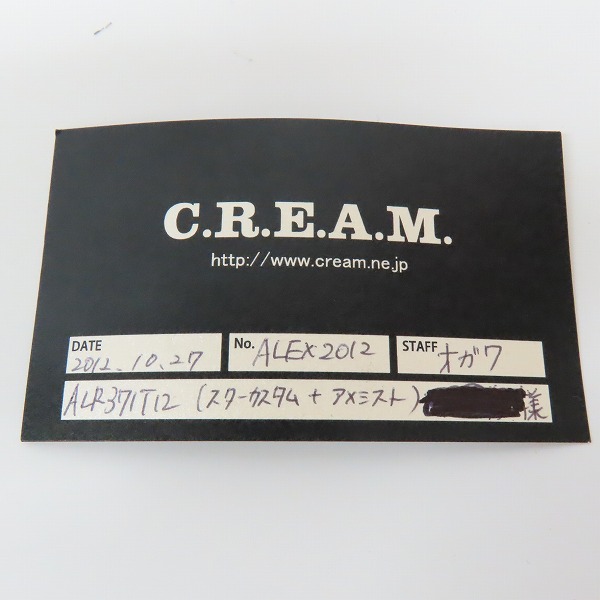 C.R.E.A.M.
http://www.cream.ne.jp
DATE 2012.10.27 No. ALEX2012 STAFF オガワ
ALR371T12 (スターカスタム + アメミスト) 様